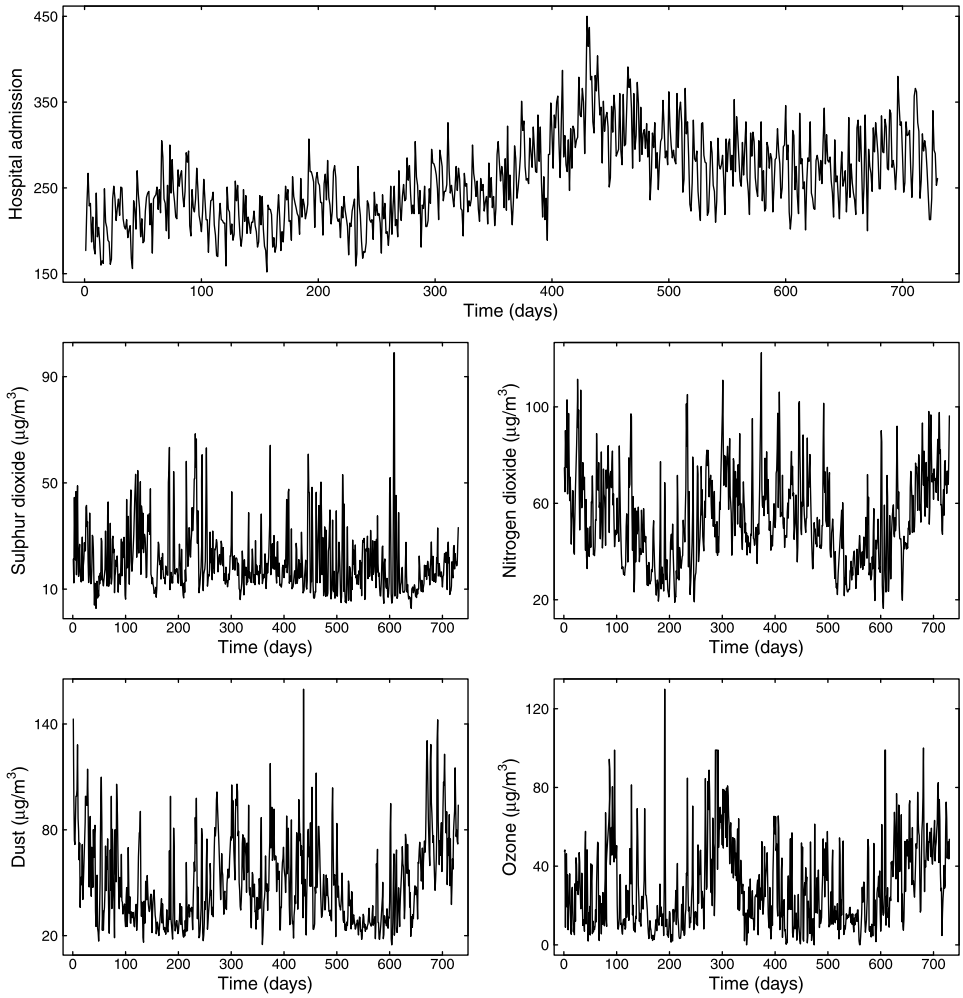 Hospital admission
450
350
250
150
0 100 200 300 400 500 600 700
Time (days)
Sulphur dioxide (μg/m³)
90
50
10
0 100 200 300 400 500 600 700
Time (days)
Nitrogen dioxide (μg/m³)
100
60
20
0 100 200 300 400 500 600 700
Time (days)
Dust (μg/m³)
140
80
20
0 100 200 300 400 500 600 700
Time (days)
Ozone (μg/m³)
120
80
40
0
0 100 200 300 400 500 600 700
Time (days)